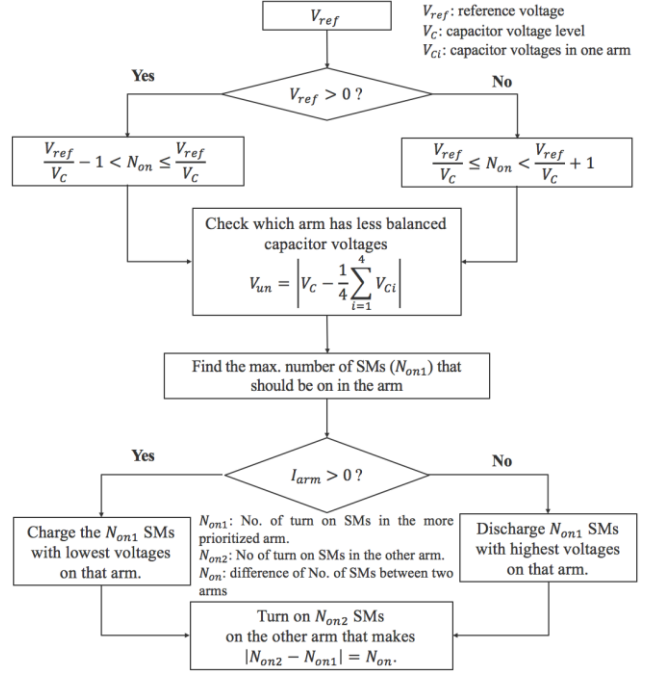 V_ref
V_ref: reference voltage
V_C: capacitor voltage level
V_Ci: capacitor voltages in one arm
Yes
No
V_ref > 0 ?
V_ref/V_C − 1 < N_on ≤ V_ref/V_C
V_ref/V_C ≤ N_on < V_ref/V_C + 1
Check which arm has less balanced
capacitor voltages
V_un = |V_C − 1/4 ∑_{i=1}^{4} V_Ci|
Find the max. number of SMs (N_on1) that
should be on in the arm
Yes
No
I_arm > 0 ?
Charge the N_on1 SMs
with lowest voltages
on that arm.
N_on1: No. of turn on SMs in the more
prioritized arm.
N_on2: No of turn on SMs in the other arm.
N_on: difference of No. of SMs between two
arms
Discharge N_on1 SMs
with highest voltages
on that arm.
Turn on N_on2 SMs
on the other arm that makes
|N_on2 − N_on1| = N_on.